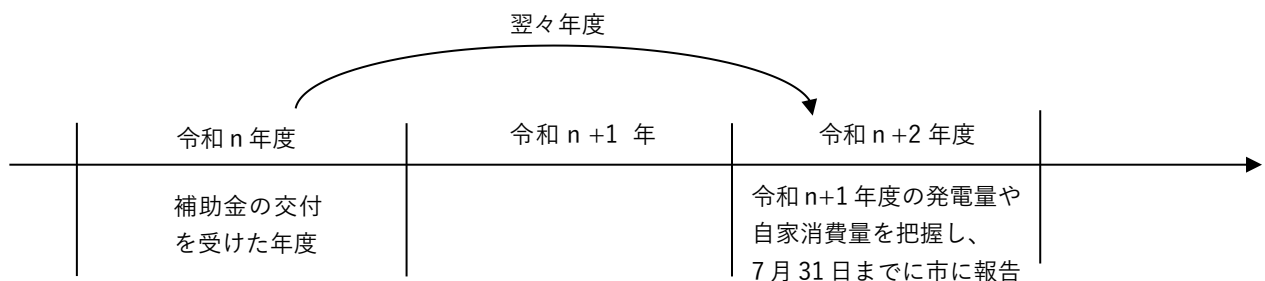 翌々年度
令和 n 年度
令和 n +1 年
令和 n +2 年度
補助金の交付
を受けた年度
令和 n+1 年度の発電量や
自家消費量を把握し、
7 月 31 日までに市に報告